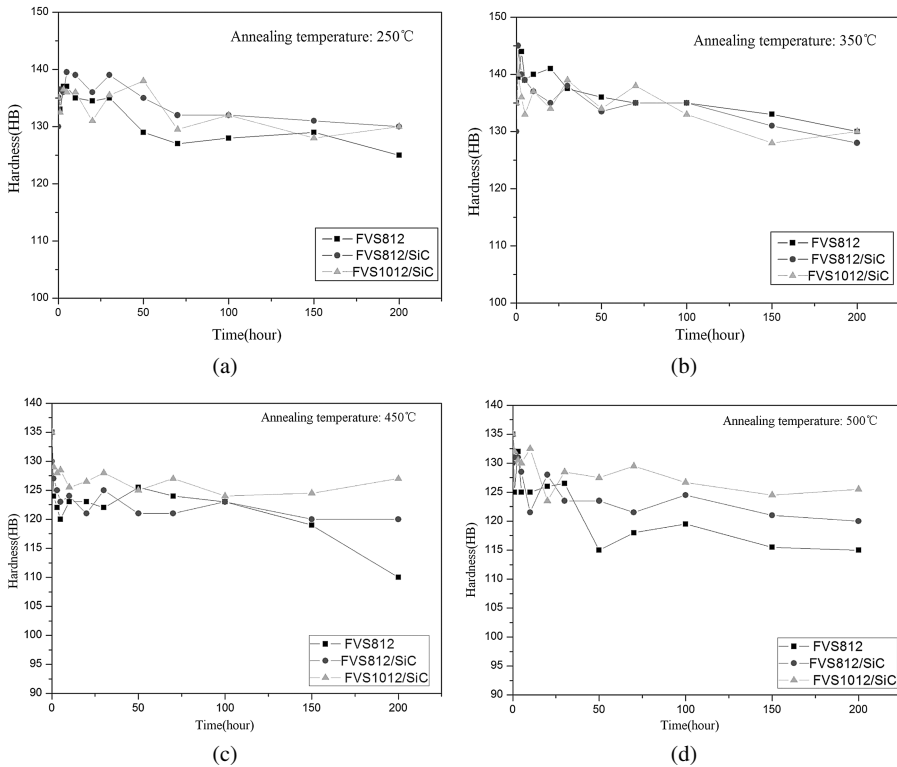 Annealing temperature: 250℃
150
140
130
120
110
100
Hardness(HB)
FVS812
FVS812/SiC
FVS1012/SiC
0
50
100
150
200
Time(hour)
(a)
Annealing temperature: 350℃
150
140
130
120
110
100
Hardness(HB)
FVS812
FVS812/SiC
FVS1012/SiC
0
50
100
150
200
Time(hour)
(b)
Annealing temperature: 450℃
140
135
130
125
120
115
110
105
100
95
90
Hardness(HB)
FVS812
FVS812/SiC
FVS1012/SiC
0
50
100
150
200
Time(hour)
(c)
Annealing temperature: 500℃
140
135
130
125
120
115
110
105
100
95
90
Hardness(HB)
FVS812
FVS812/SiC
FVS1012/SiC
0
50
100
150
200
Time(hour)
(d)